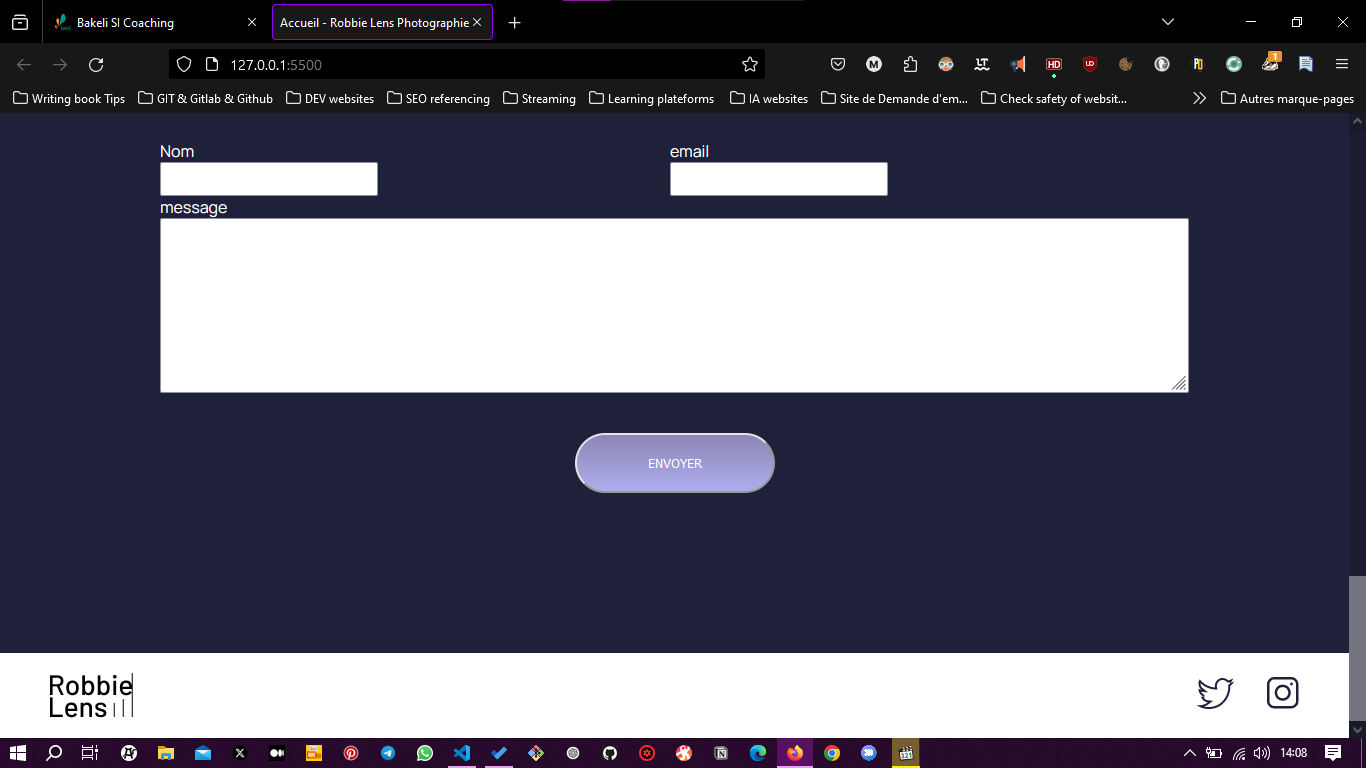 Bakeli SI Coaching
Accueil - Robbie Lens Photographie
127.0.0.1:5500
M
HD
1
Writing book Tips
GIT & Gitlab & Github
DEV websites
SEO referencing
Streaming
Learning plateforms
IA websites
Site de Demande d'em...
Check safety of websit...
Autres marque-pages
Nom
email
message
ENVOYER
Robbie
Lens
14:08